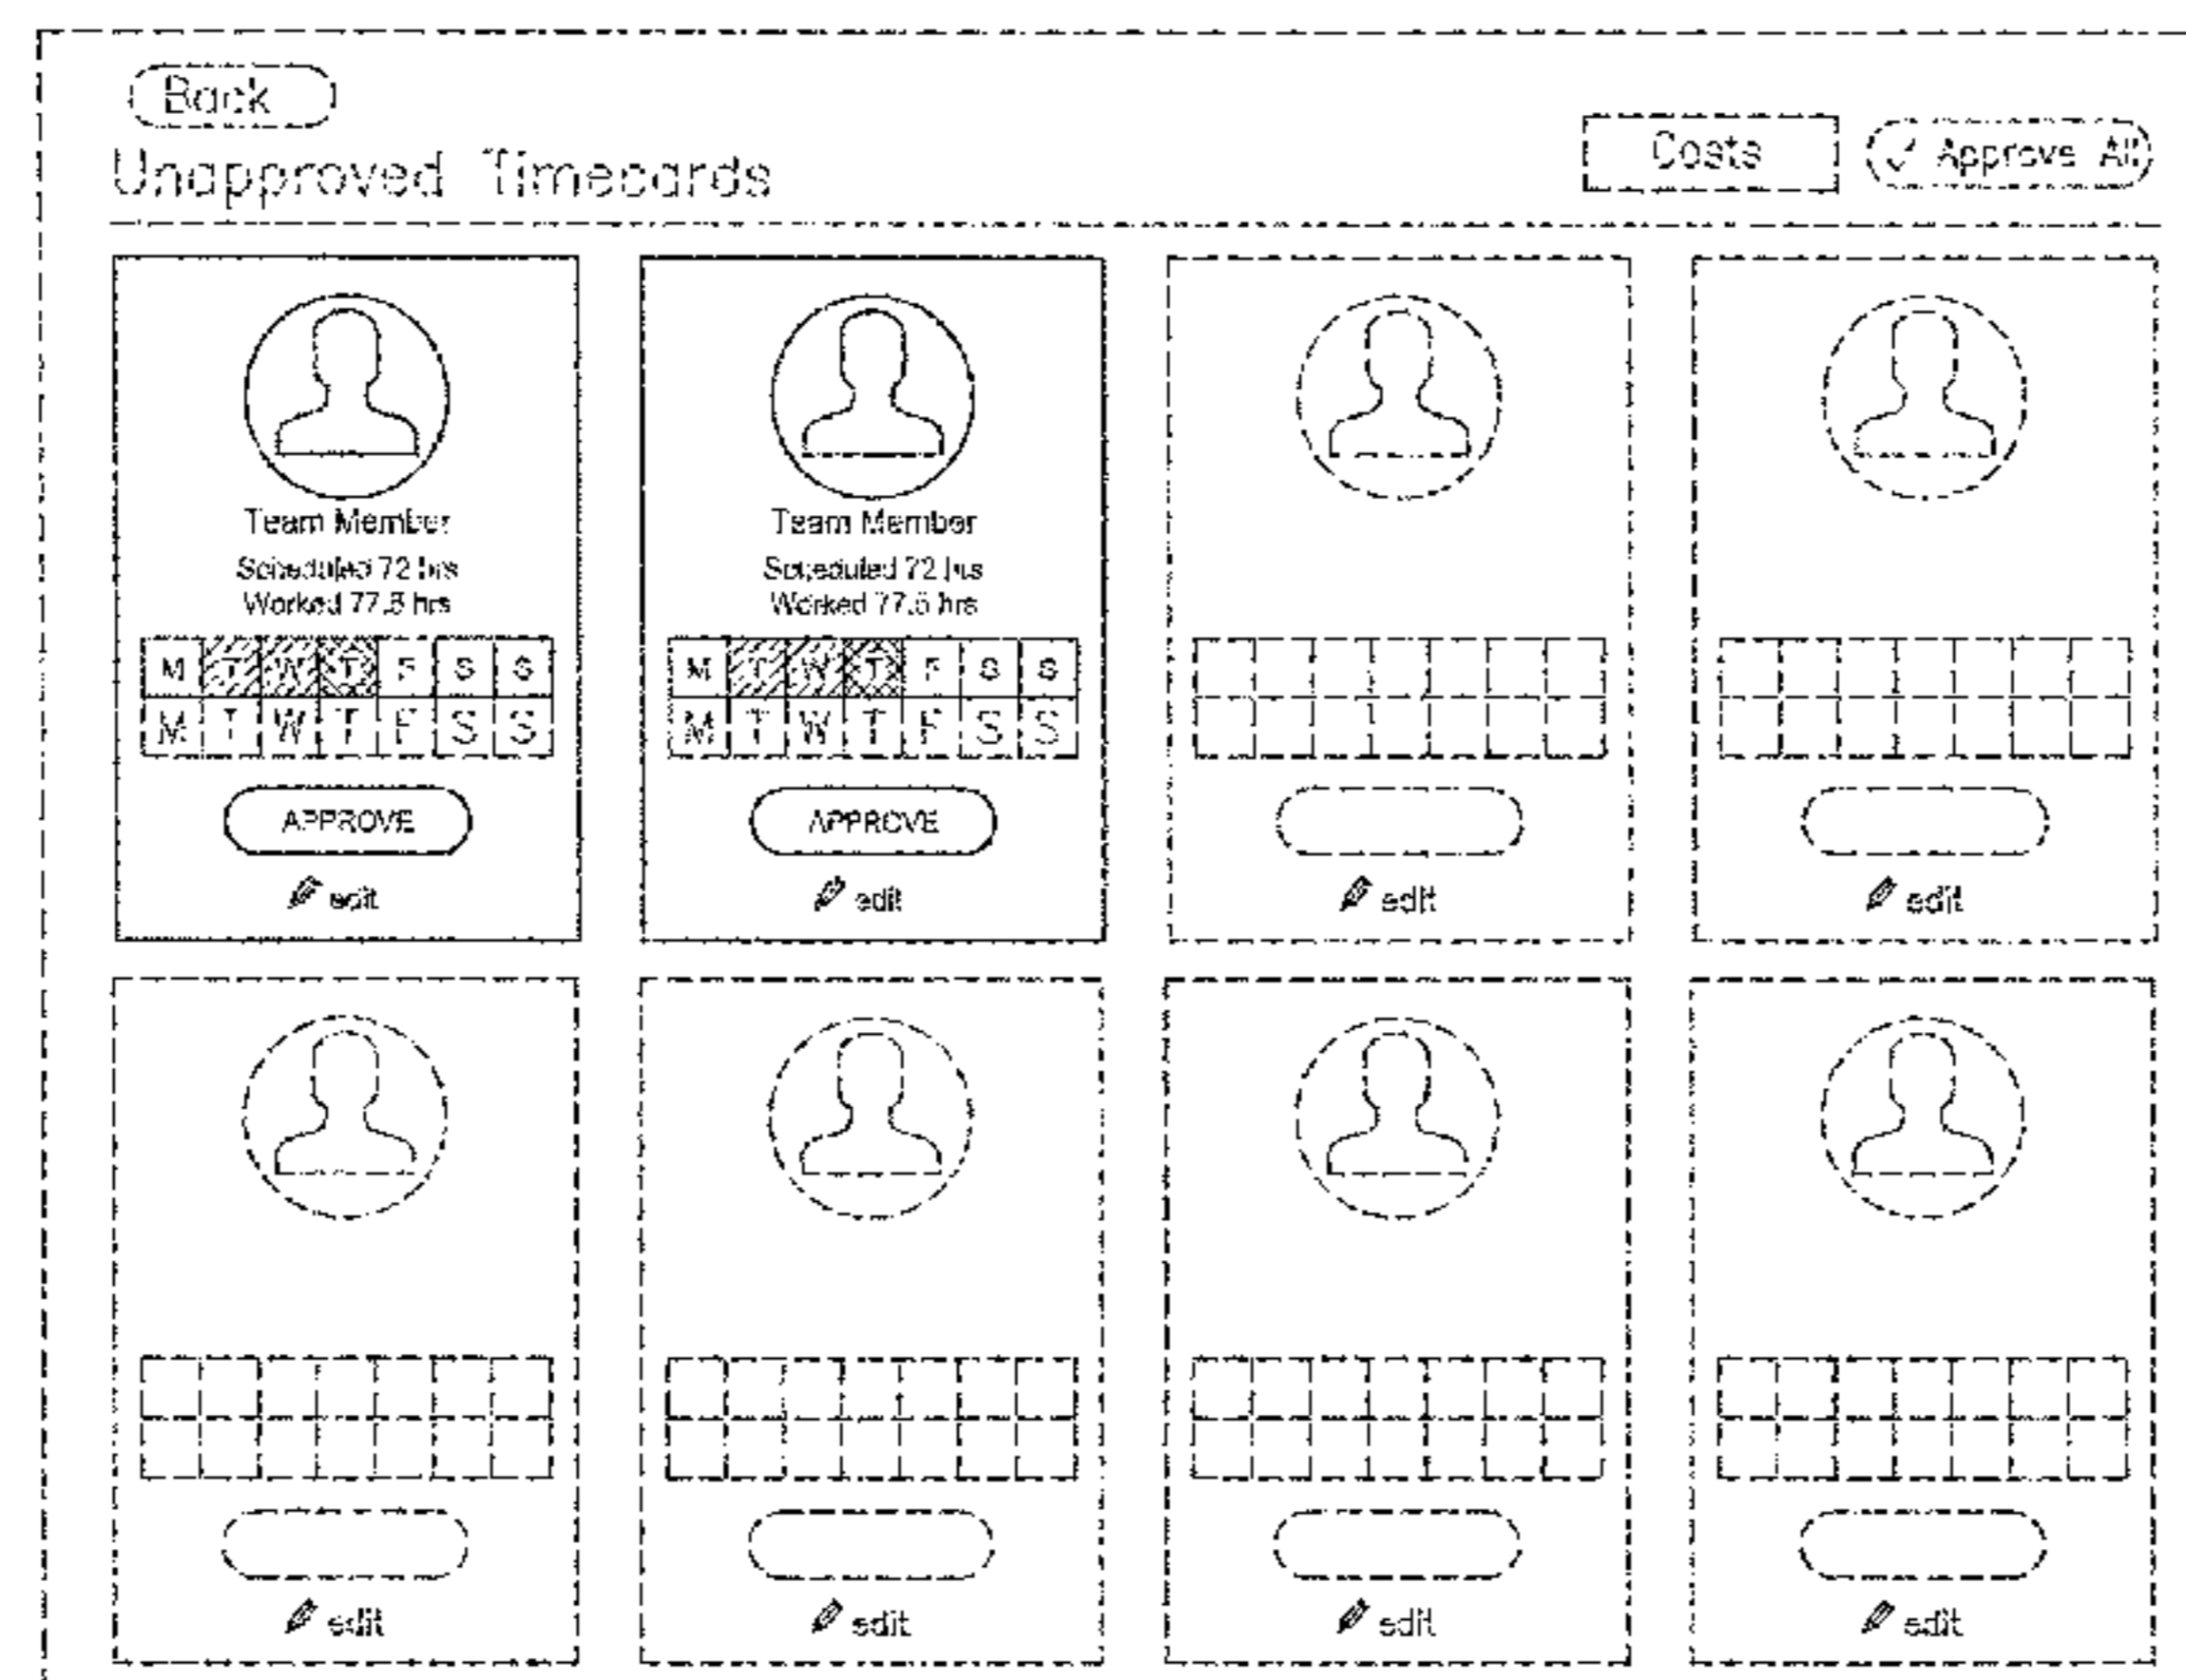 Back
Unapproved Timecards
Costs
✓ Approve All
Team Member
Scheduled 72 hrs
Worked 77.5 hrs
M T W T F S S
M T W T F S S
APPROVE
edit
Team Member
Scheduled 72 hrs
Worked 77.5 hrs
M T W T F S S
M T W T F S S
APPROVE
edit
edit
edit
edit
edit
edit
edit